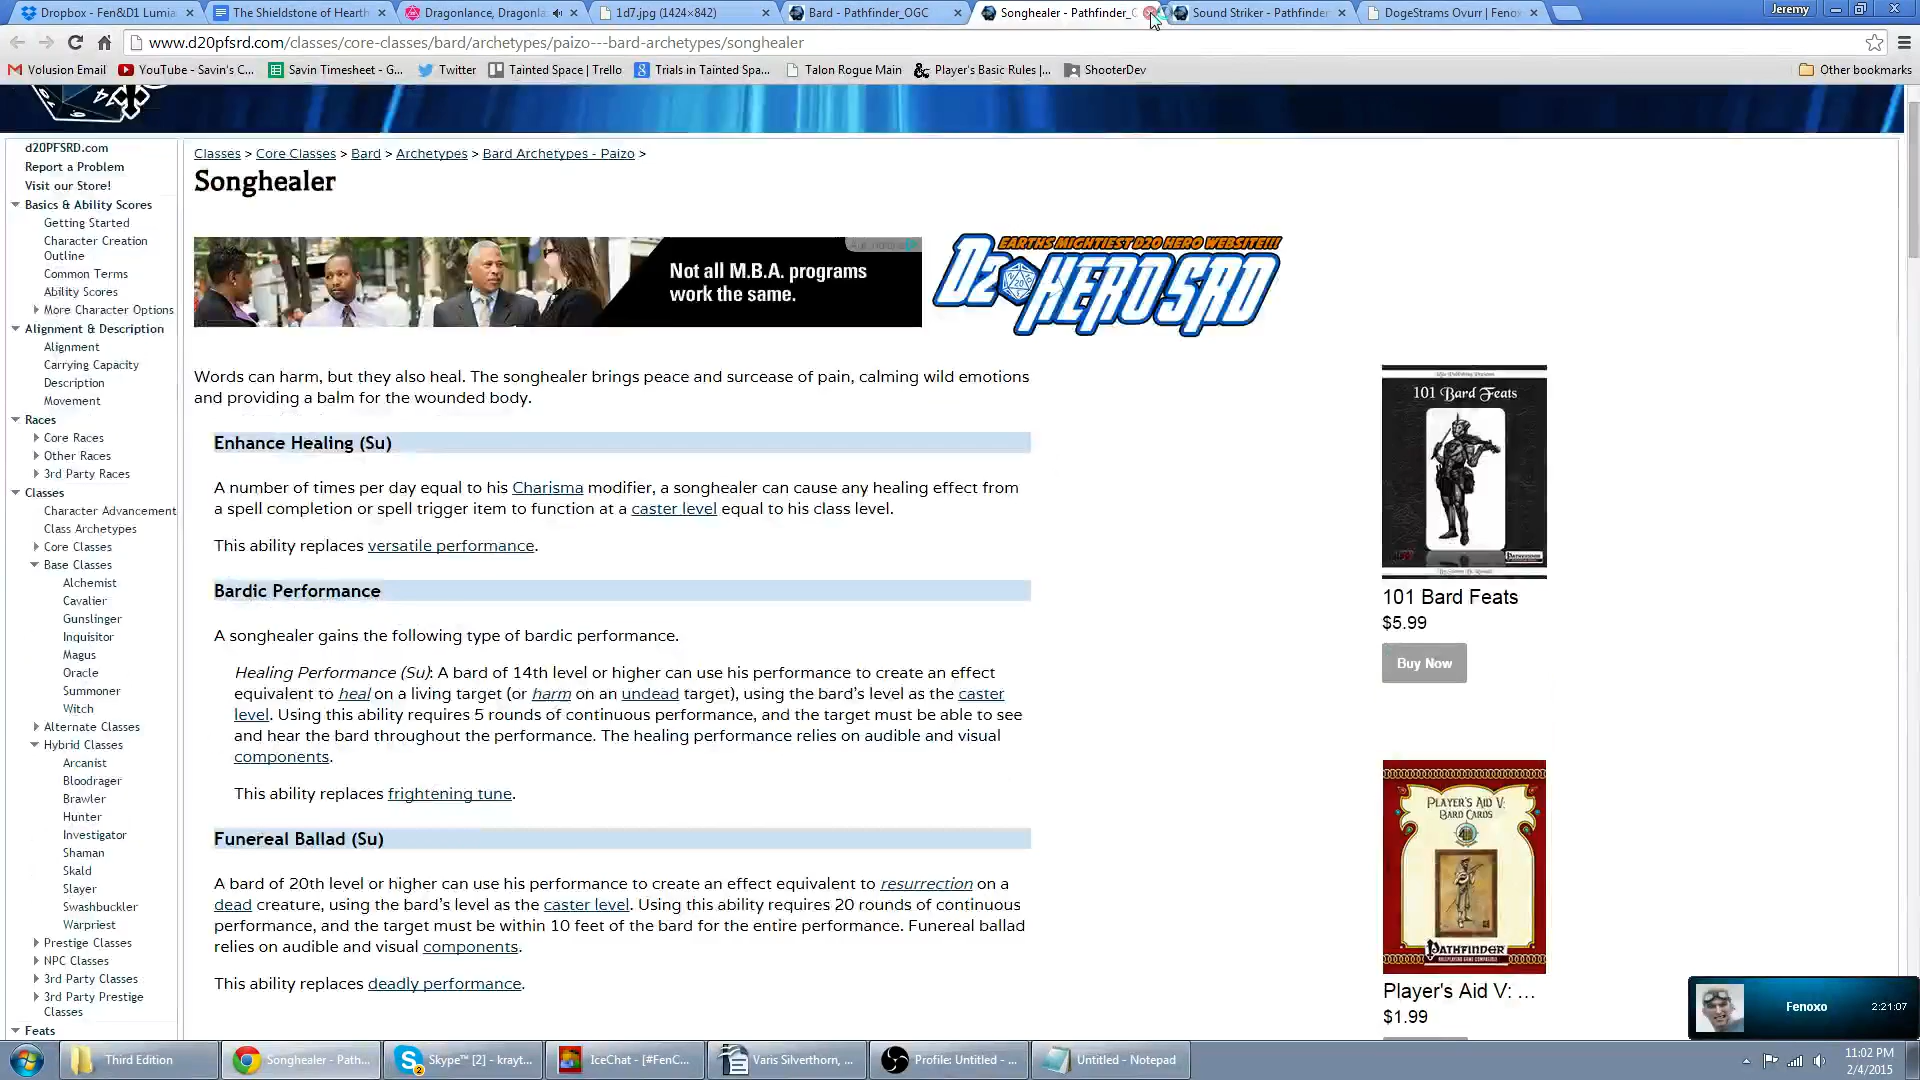 Dropbox - Fen&D1 Lumia
The Shieldstone of Hearth
Dragonlance, Dragonla
1d7.jpg (1424×842)
Bard - Pathfinder_OGC
Songhealer - Pathfinder_
Sound Striker - Pathfinder
DogeStrams Ovurr | Feno
Jeremy
www.d20pfsrd.com/classes/core-classes/bard/archetypes/paizo---bard-archetypes/songhealer
Volusion Email
YouTube - Savin's C...
Savin Timesheet - G...
Twitter
Tainted Space | Trello
Trials in Tainted Spa...
Talon Rogue Main
Player's Basic Rules |...
ShooterDev
Other bookmarks
d20PFSRD.com
Report a Problem
Visit our Store!
Basics & Ability Scores
Getting Started
Character Creation
Outline
Common Terms
Ability Scores
More Character Options
Alignment & Description
Alignment
Carrying Capacity
Description
Movement
Races
Core Races
Other Races
3rd Party Races
Classes
Character Advancement
Class Archetypes
Core Classes
Base Classes
Alchemist
Cavalier
Gunslinger
Inquisitor
Magus
Oracle
Summoner
Witch
Alternate Classes
Hybrid Classes
Arcanist
Bloodrager
Brawler
Hunter
Investigator
Shaman
Skald
Slayer
Swashbuckler
Warpriest
Prestige Classes
NPC Classes
3rd Party Classes
3rd Party Prestige
Classes
Feats
Classes > Core Classes > Bard > Archetypes > Bard Archetypes - Paizo >
Songhealer
Not all M.B.A. programs
work the same.
EARTHS MIGHTIEST D20 HERO WEBSITE!!!
D20 HEROSRD
Words can harm, but they also heal. The songhealer brings peace and surcease of pain, calming wild emotions
and providing a balm for the wounded body.
Enhance Healing (Su)
A number of times per day equal to his Charisma modifier, a songhealer can cause any healing effect from
a spell completion or spell trigger item to function at a caster level equal to his class level.
This ability replaces versatile performance.
Bardic Performance
A songhealer gains the following type of bardic performance.
Healing Performance (Su): A bard of 14th level or higher can use his performance to create an effect
equivalent to heal on a living target (or harm on an undead target), using the bard's level as the caster
level. Using this ability requires 5 rounds of continuous performance, and the target must be able to see
and hear the bard throughout the performance. The healing performance relies on audible and visual
components.
This ability replaces frightening tune.
Funereal Ballad (Su)
A bard of 20th level or higher can use his performance to create an effect equivalent to resurrection on a
dead creature, using the bard's level as the caster level. Using this ability requires 20 rounds of continuous
performance, and the target must be within 10 feet of the bard for the entire performance. Funereal ballad
relies on audible and visual components.
This ability replaces deadly performance.
101 Bard Feats
101 Bard Feats
$5.99
Buy Now
PLAYER'S AID V:
BARD CARDS
PATHFINDER
Player's Aid V: ...
$1.99
Fenoxo
2:21:07
Third Edition
Songhealer - Path...
Skype™ [2] - krayt...
2
IceChat - [#FenC...
Varis Silverthorn, ...
Profile: Untitled - ...
Untitled - Notepad
11:02 PM
2/4/2015